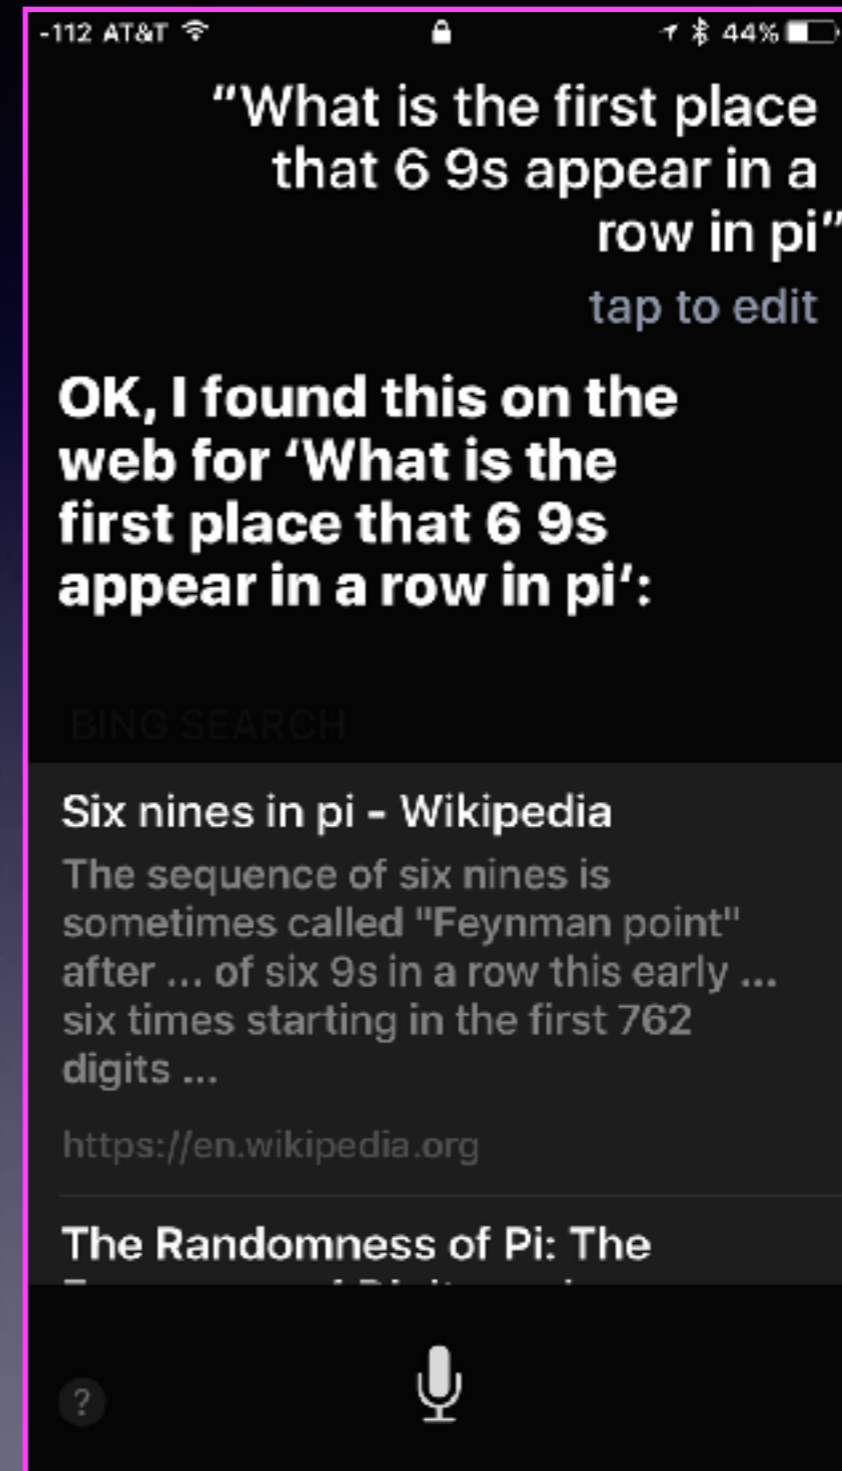 -112 AT&T 44%
“What is the first place
that 6 9s appear in a
row in pi”
tap to edit
OK, I found this on the
web for ‘What is the
first place that 6 9s
appear in a row in pi’:
BING SEARCH
Six nines in pi - Wikipedia
The sequence of six nines is
sometimes called "Feynman point"
after ... of six 9s in a row this early ...
six times starting in the first 762
digits ...
https://en.wikipedia.org
The Randomness of Pi: The
?